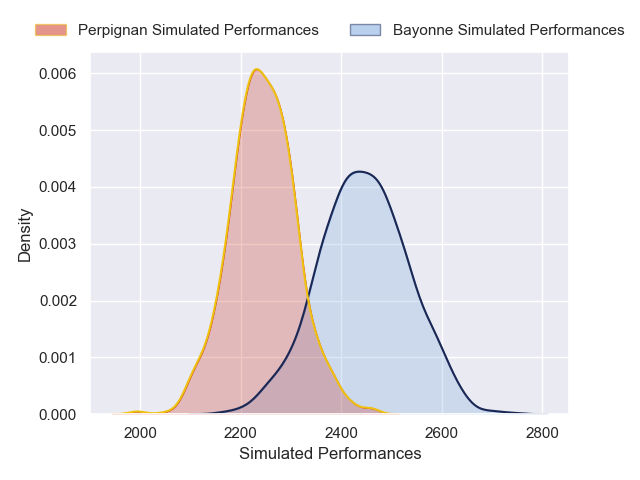 Perpignan Simulated Performances Bayonne Simulated Performances
0.006
0.005
0.004
0.003
0.002
0.001
0.000
Density
2000 2200 2400 2600 2800
Simulated Performances